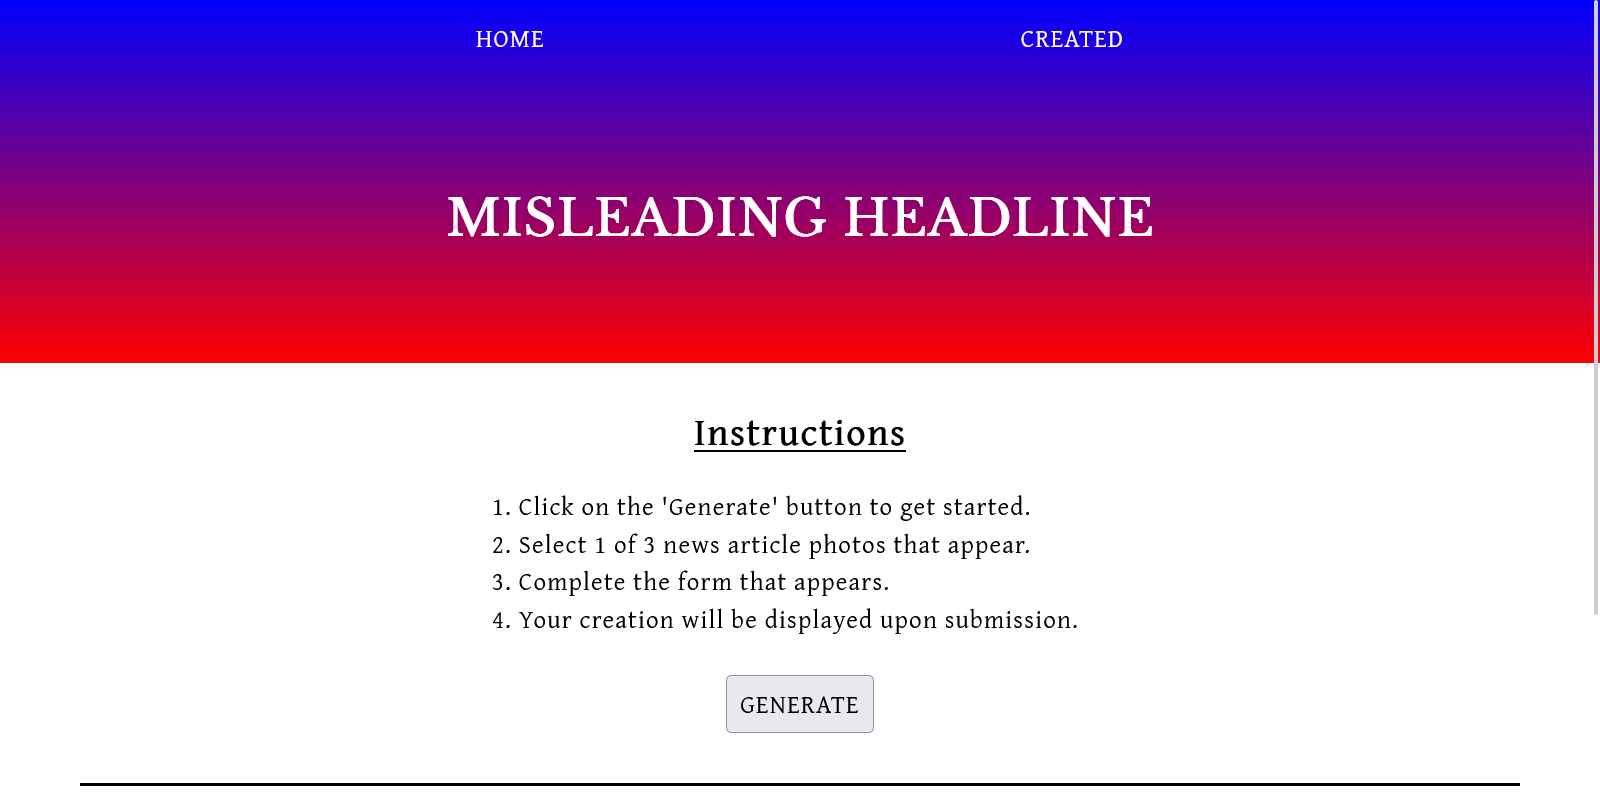 HOME CREATED
MISLEADING HEADLINE
Instructions
1. Click on the 'Generate' button to get started.
2. Select 1 of 3 news article photos that appear.
3. Complete the form that appears.
4. Your creation will be displayed upon submission.
GENERATE